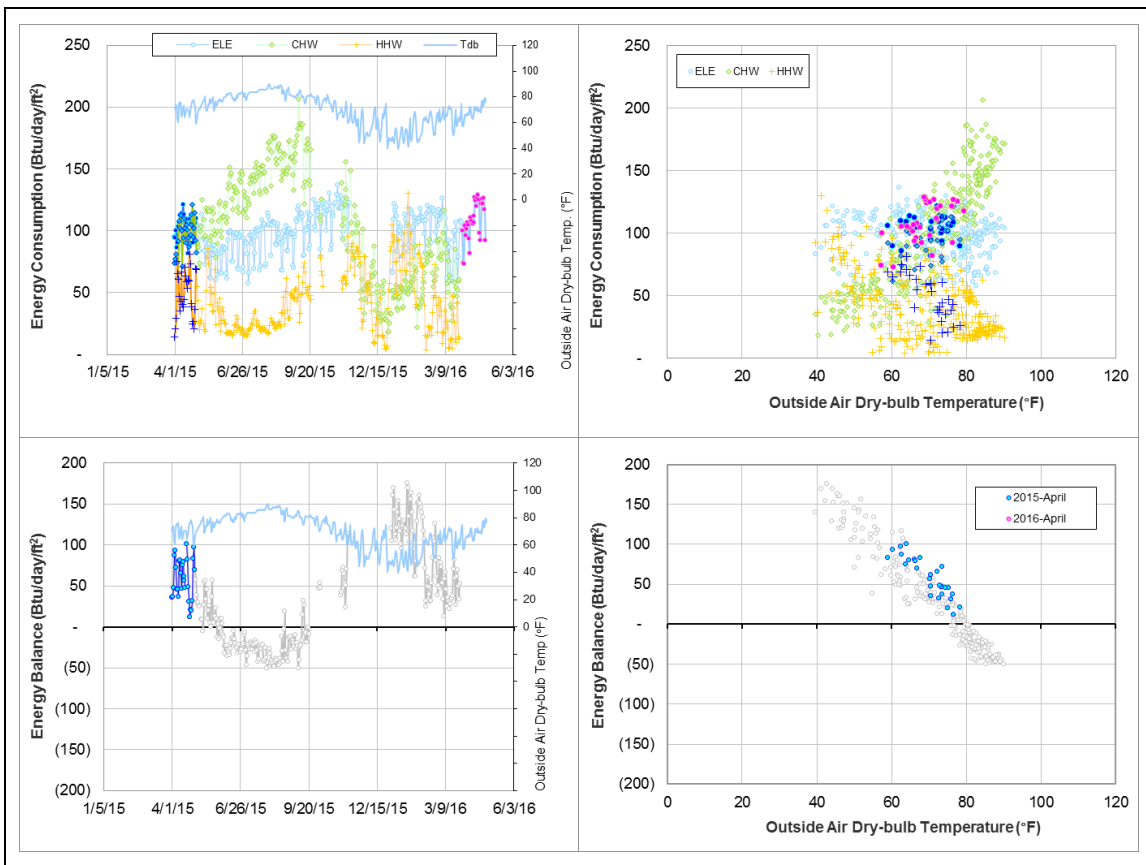 ELE CHW HHW Tdb
250
200
150
100
50
-
120
100
80
60
40
20
0
Energy Consumption (Btu/day/ft²)
Outside Air Dry-bulb Temp. (°F)
1/5/15 4/1/15 6/26/15 9/20/15 12/15/15 3/9/16 6/3/16
ELE CHW HHW
250
200
150
100
50
-
Energy Consumption (Btu/day/ft²)
0 20 40 60 80 100 120
Outside Air Dry-bulb Temperature (°F)
200
150
100
50
-
(50)
(100)
(150)
(200)
120
100
80
60
40
20
0
Energy Balance (Btu/day/ft²)
Outside Air Dry-bulb Temp (°F)
1/5/15 4/1/15 6/26/15 9/20/15 12/15/15 3/9/16 6/3/16
2015-April
2016-April
200
150
100
50
-
(50)
(100)
(150)
(200)
Energy Balance (Btu/day/ft²)
0 20 40 60 80 100 120
Outside Air Dry-bulb Temperature (°F)